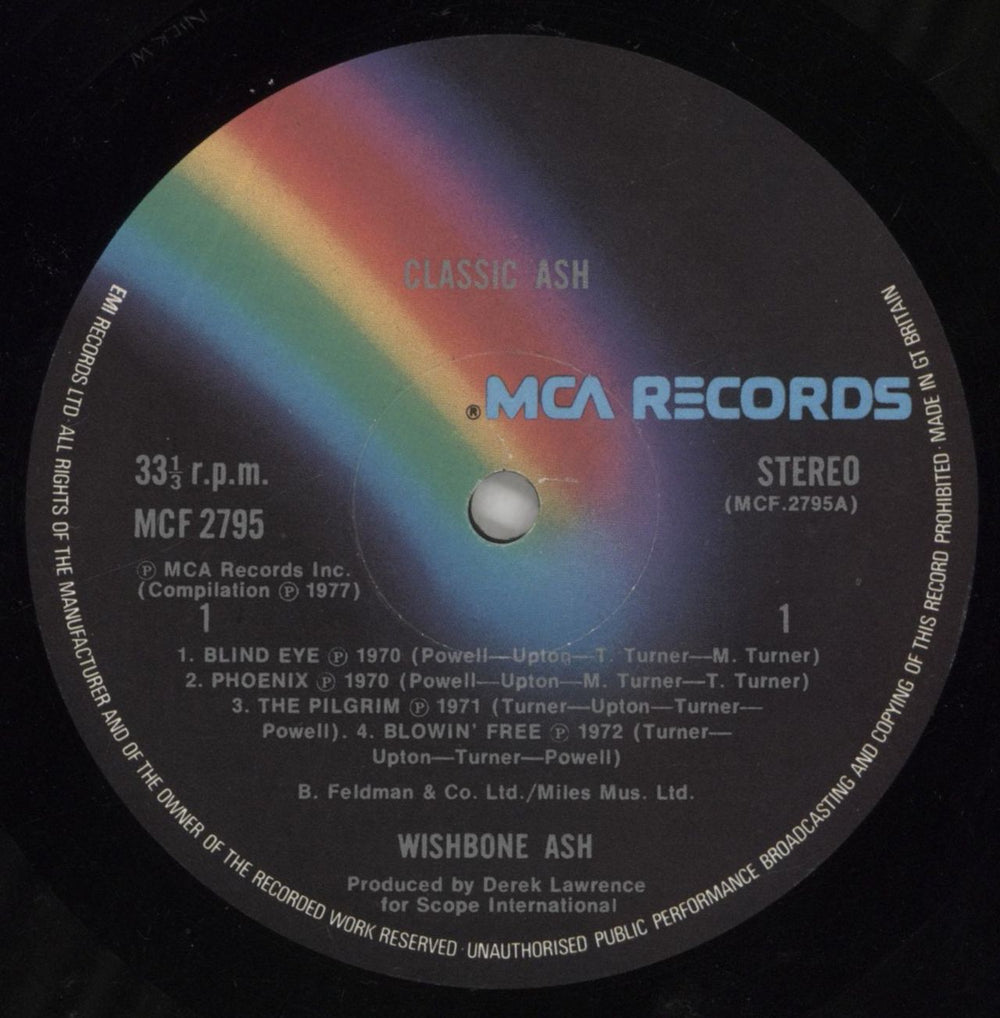 NICK W
CLASSIC ASH
® MCA RECORDS
33⅓ r.p.m.
STEREO
MCF 2795
(MCF.2795A)
℗ MCA Records Inc.
(Compilation ℗ 1977)
1
1
1. BLIND EYE ℗ 1970 (Powell—Upton—T. Turner—M. Turner)
2. PHOENIX ℗ 1970 (Powell—Upton—M. Turner—T. Turner)
3. THE PILGRIM ℗ 1971 (Turner—Upton—Turner—
Powell). 4. BLOWIN' FREE ℗ 1972 (Turner—
Upton—Turner—Powell)
B. Feldman & Co. Ltd./Miles Mus. Ltd.
WISHBONE ASH
Produced by Derek Lawrence
for Scope International
EMI RECORDS LTD ALL RIGHTS OF THE MANUFACTURER AND OF THE OWNER OF THE RECORDED WORK RESERVED · UNAUTHORISED PUBLIC PERFORMANCE BROADCASTING AND COPYING OF THIS RECORD PROHIBITED MADE IN GT BRITAIN